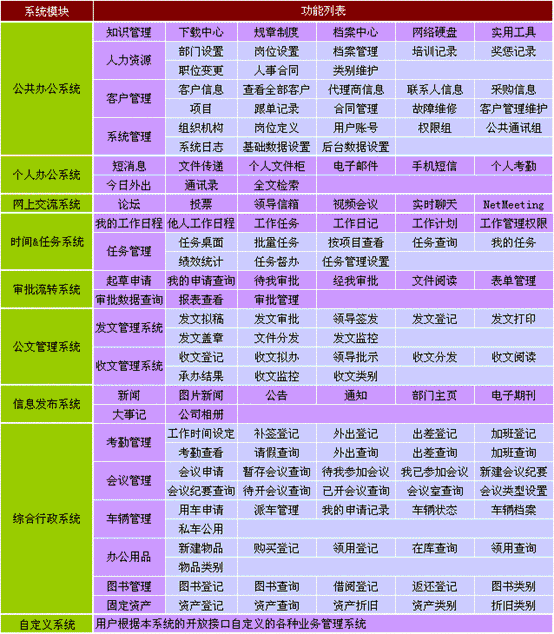 系统模块 功能列表
知识管理 下载中心 规章制度 档案中心 网络硬盘 实用工具
部门设置 岗位设置 档案管理 培训记录 奖惩记录
人力资源
职位变更 人事合同 类别维护
公共办公系统
客户信息 查看全部客户 代理商信息 联系人信息 采购信息
客户管理
项目 跟单记录 合同管理 故障维修 客户管理维护
组织机构 岗位定义 用户账号 权限组 公共通讯组
系统管理
系统日志 基础数据设置 后台数据设置
个人办公系统
短消息 文件传递 个人文件柜 电子邮件 手机短信 个人考勤
今日外出 通讯录 全文检索
网上交流系统 论坛 投票 领导信箱 视频会议 实时聊天 NetMeeting
时间&任务系统
我的工作日程 他人工作日程 工作任务 工作日记 工作计划 工作管理权限
任务管理
任务桌面 批量任务 按项目查看 任务查询 我的任务
绩效统计 任务督办 任务管理设置
审批流转系统
起草申请 我的申请查询 待我审批 经我审批 文件阅读 表单管理
审批数据查询 报表查看 审批管理
公文管理系统
发文管理系统
发文拟稿 发文审批 领导签发 发文登记 发文打印
发文盖章 文件分发 发文监控
收文管理系统
收文登记 收文拟办 领导批示 收文分发 收文阅读
承办结果 收文监控 收文类别
信息发布系统
新闻 图片新闻 公告 通知 部门主页 电子期刊
大事记 公司相册
综合行政系统
考勤管理
工作时间设定 补签登记 外出登记 出差登记 加班登记
考勤查看 请假查询 外出查询 出差查询 加班查询
会议管理
会议申请 暂存会议查询 待我参加会议 我已参加会议 新建会议纪要
会议纪要查询 待开会议查询 已开会议查询 会议室查询 会议类型设置
车辆管理
用车申请 派车管理 我的申请记录 车辆状态 车辆档案
私车公用
办公用品
新建物品 购买登记 领用登记 在库查询 领用查询
物品类别
图书管理 图书登记 图书查询 借阅登记 返还登记 图书类别
固定资产 资产登记 资产查询 资产折旧 资产类别 折旧类别
自定义系统 用户根据本系统的开放接口自定义的各种业务管理系统